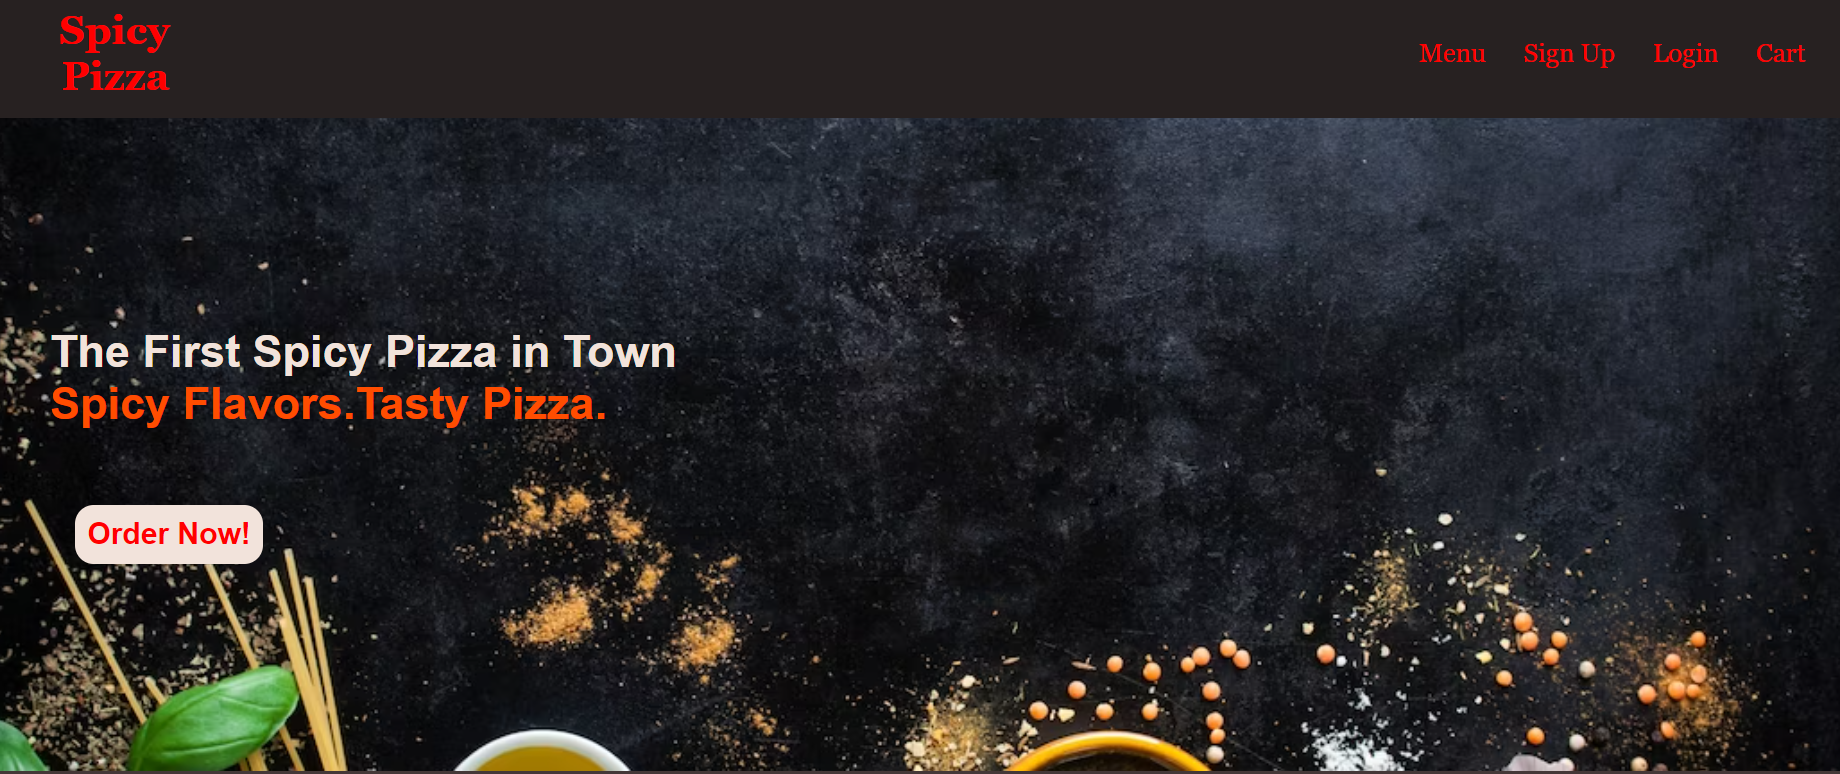 Spicy
Pizza
Menu Sign Up Login Cart
The First Spicy Pizza in Town
Spicy Flavors.Tasty Pizza.
Order Now!